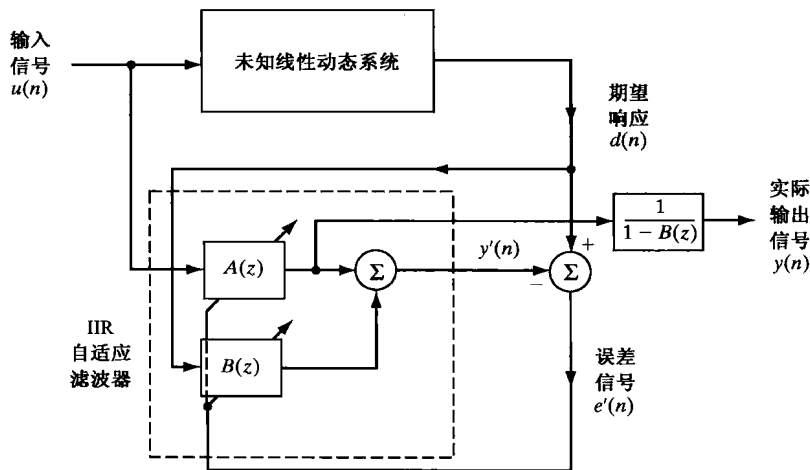 输入
信号
u(n)
未知线性动态系统
期望
响应
d(n)
实际
输出
信号
y(n)
1
1 − B(z)
A(z)
Σ
y′(n)
+
−
Σ
IIR
自适应
滤波器
B(z)
误差
信号
e′(n)